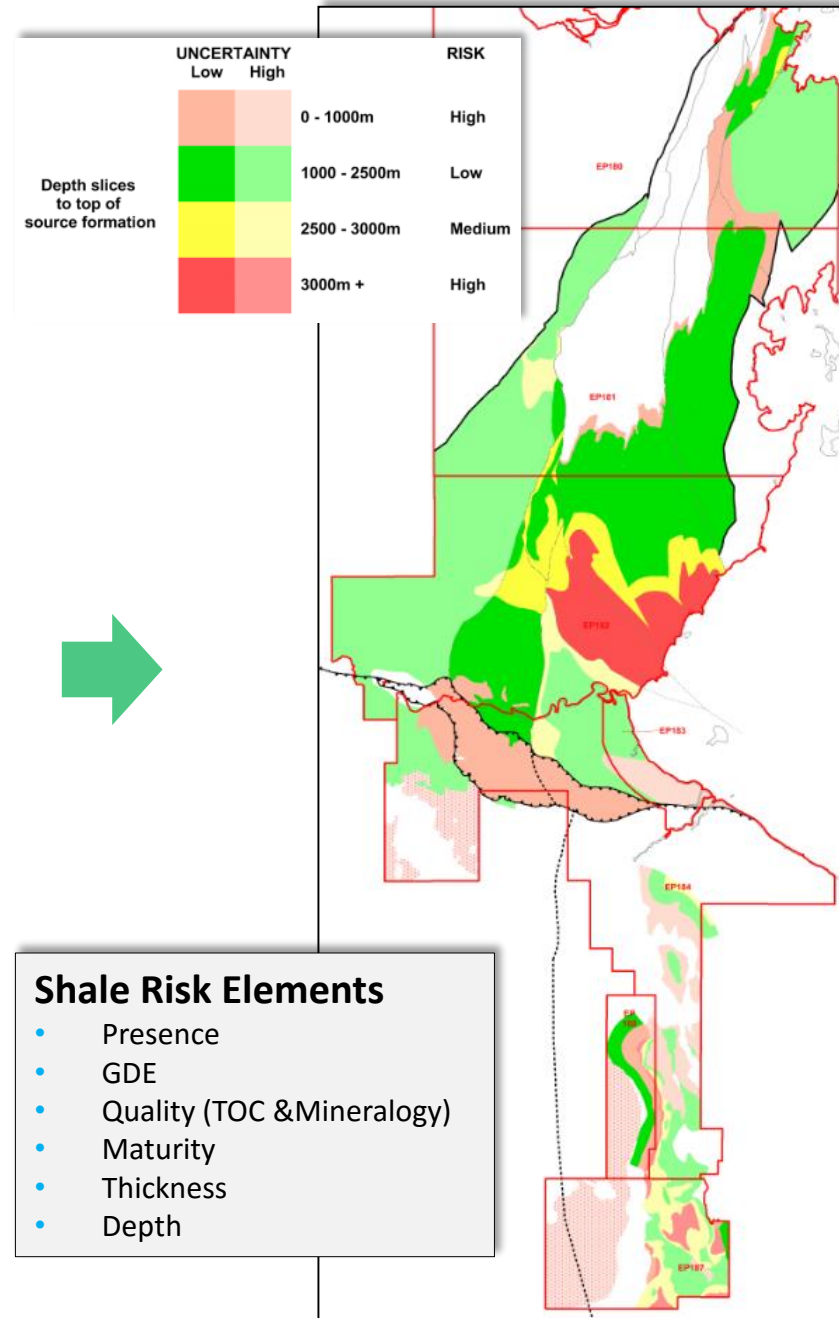 UNCERTAINTY
RISK
Low High
0 - 1000m High
1000 - 2500m Low
Depth slices
to top of
source formation
2500 - 3000m Medium
3000m + High
EP180
EP181
EP182
EP183
EP184
EP
EP187
Shale Risk Elements
• Presence
• GDE
• Quality (TOC &Mineralogy)
• Maturity
• Thickness
• Depth